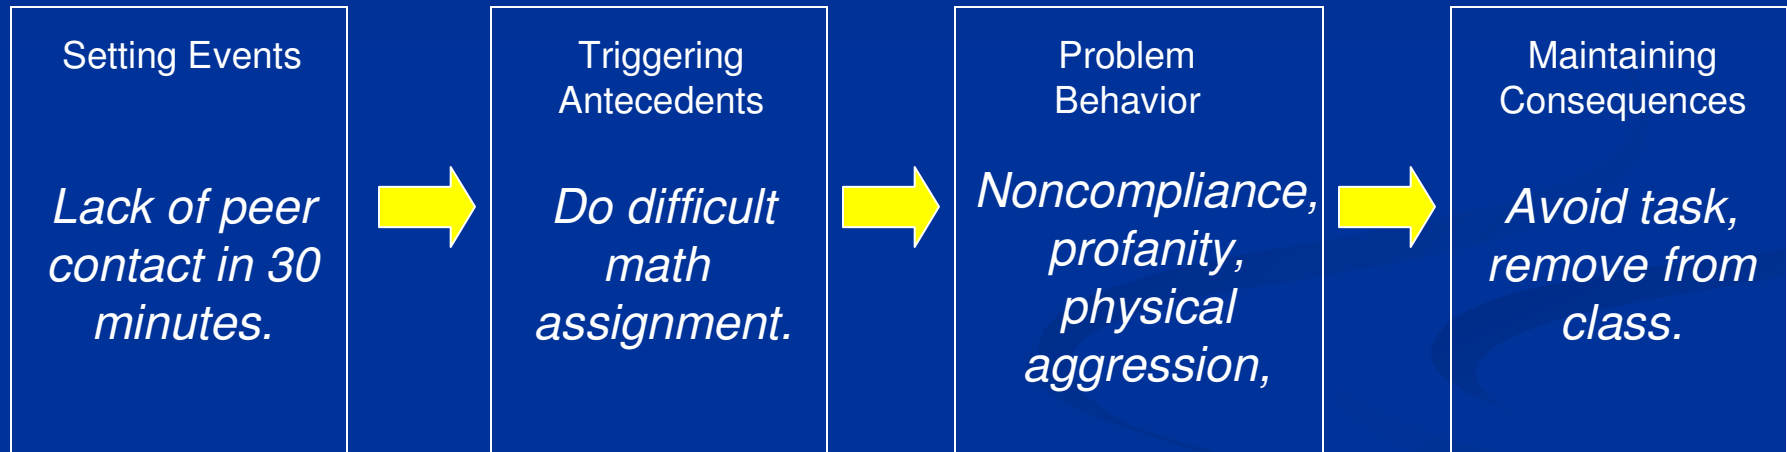 Setting Events
Lack of peer
contact in 30
minutes.
Triggering
Antecedents
Do difficult
math
assignment.
Problem
Behavior
Noncompliance,
profanity,
physical
aggression,
Maintaining
Consequences
Avoid task,
remove from
class.